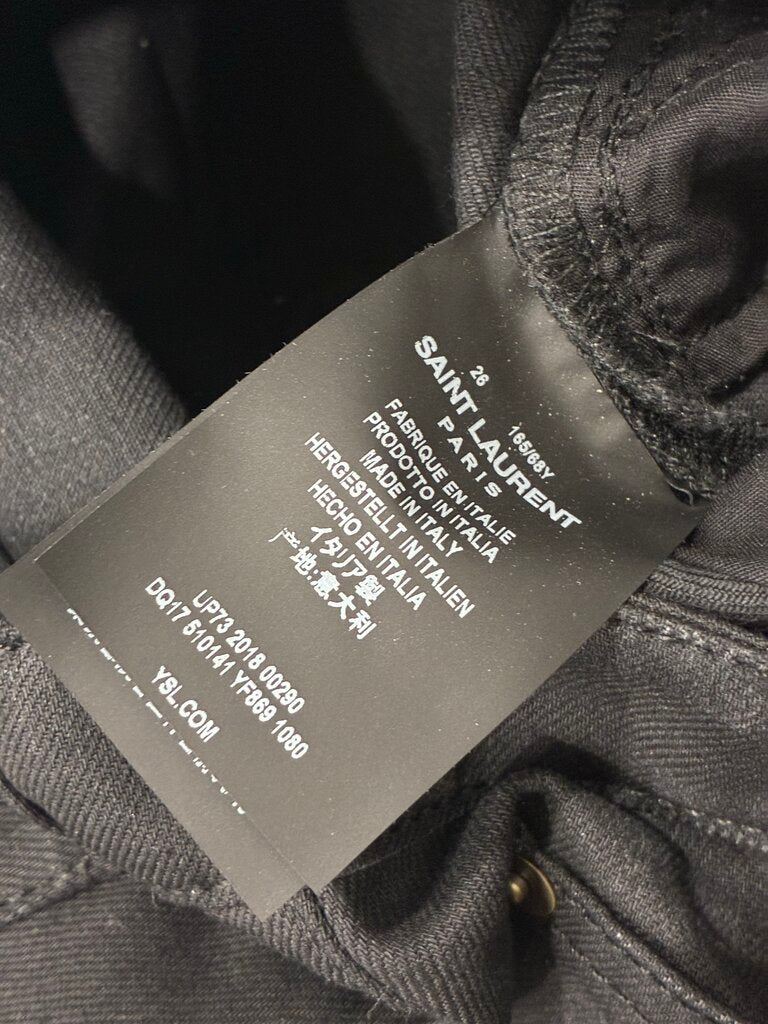 26
165/68Y
SAINT LAURENT
PARIS
FABRIQUE EN ITALIE
PRODOTTO IN ITALIA
MADE IN ITALY
HERGESTELLT IN ITALIEN
HECHO EN ITALIA
イタリア製
产地:意大利
UP73 2018 00290
DQ17 510141 YF869 1080
YSL.COM